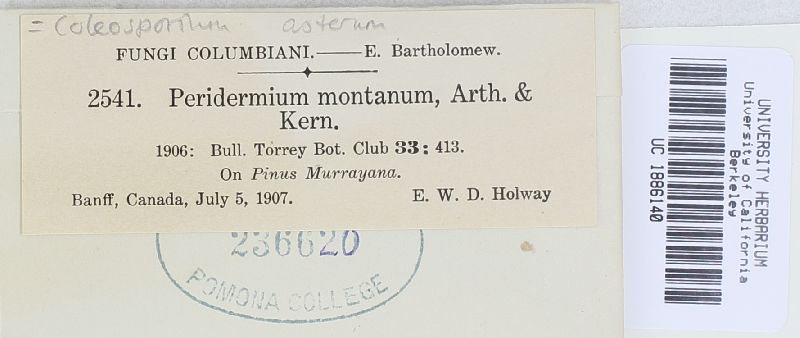 = Coleosporium asterum
FUNGI COLUMBIANI.——E. Bartholomew.
2541. Peridermium montanum, Arth. &
Kern.
1906: Bull. Torrey Bot. Club 33: 413.
On Pinus Murrayana.
Banff, Canada, July 5, 1907. E. W. D. Holway
236620
POMONA COLLEGE
UNIVERSITY HERBARIUM
University of California
Berkeley
UC 1886140